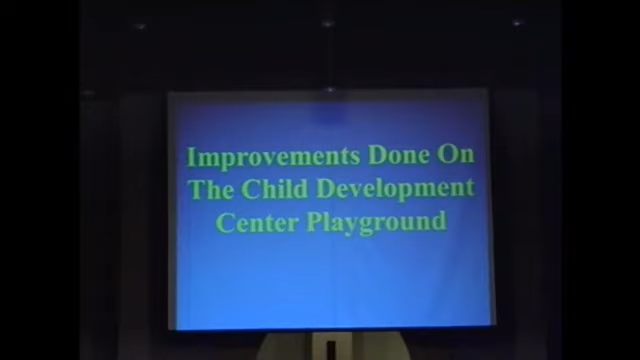 Improvements Done On
The Child Development
Center Playground